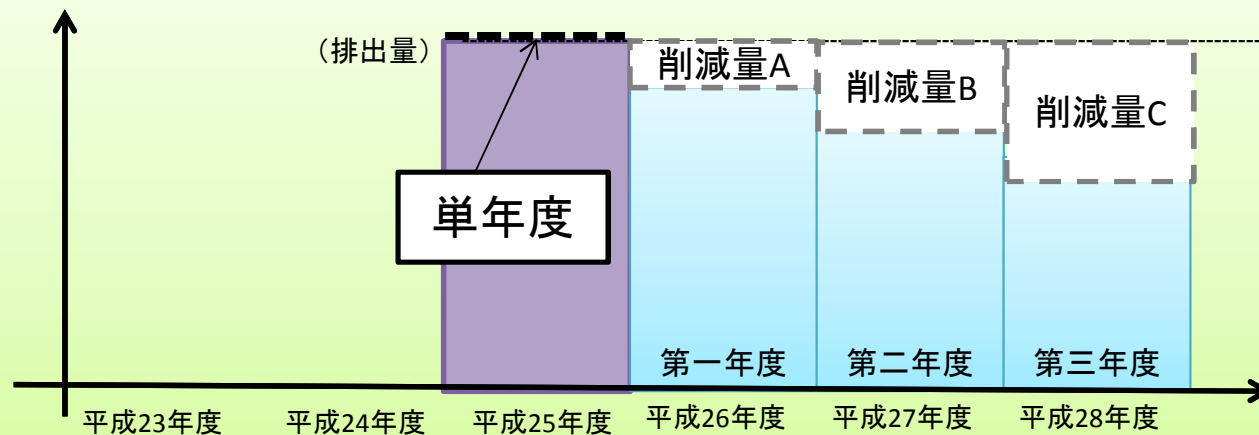 （排出量）
削減量A
削減量B
削減量C
単年度
第一年度
第二年度
第三年度
平成23年度
平成24年度
平成25年度
平成26年度
平成27年度
平成28年度